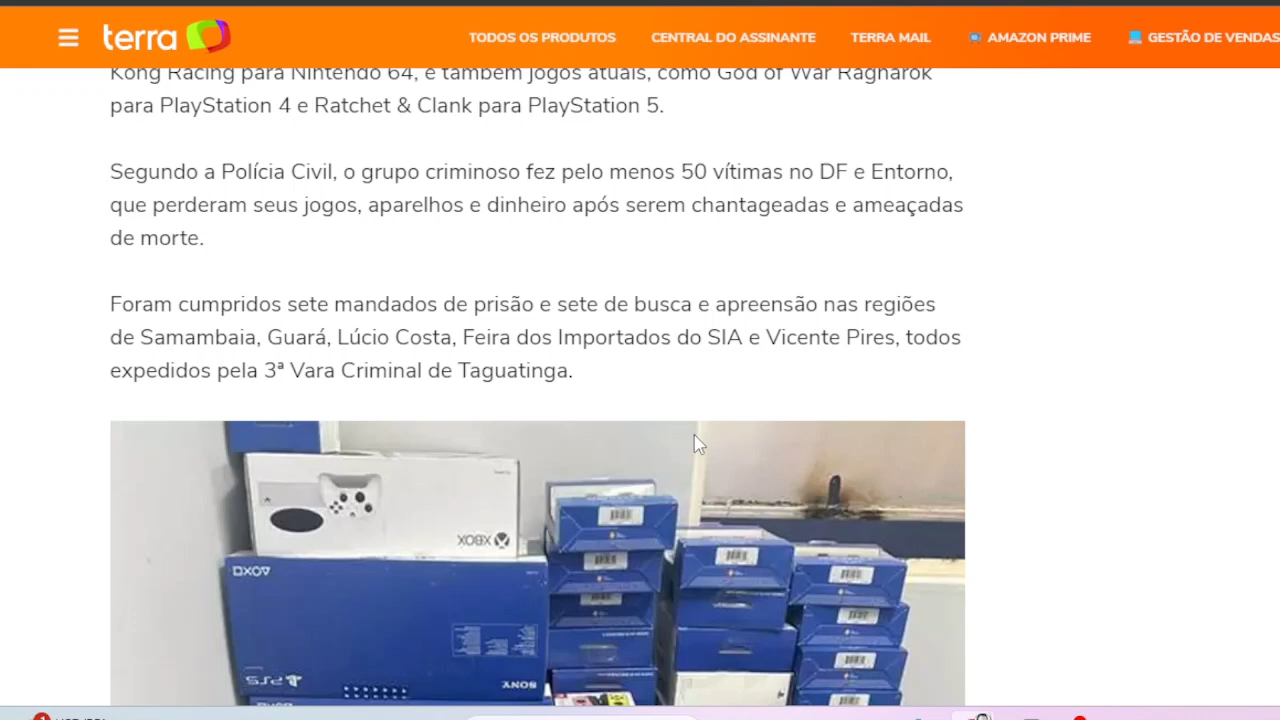 terra
TODOS OS PRODUTOS CENTRAL DO ASSINANTE TERRA MAIL AMAZON PRIME GESTÃO DE VENDAS
Kong Racing para Nintendo 64, e também jogos atuais, como God of War Ragnarok
para PlayStation 4 e Ratchet & Clank para PlayStation 5.
Segundo a Polícia Civil, o grupo criminoso fez pelo menos 50 vítimas no DF e Entorno,
que perderam seus jogos, aparelhos e dinheiro após serem chantageadas e ameaçadas
de morte.
Foram cumpridos sete mandados de prisão e sete de busca e apreensão nas regiões
de Samambaia, Guará, Lúcio Costa, Feira dos Importados do SIA e Vicente Pires, todos
expedidos pela 3ª Vara Criminal de Taguatinga.
XBOX
PS5
SONY